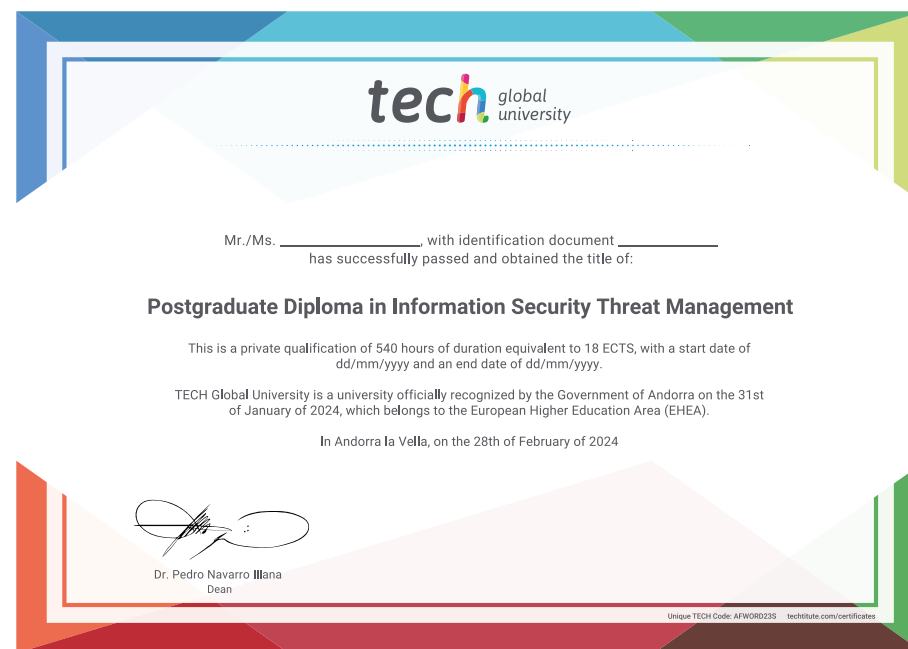 tech global university
Mr./Ms. ____________, with identification document ____________
has successfully passed and obtained the title of:
Postgraduate Diploma in Information Security Threat Management
This is a private qualification of 540 hours of duration equivalent to 18 ECTS, with a start date of
dd/mm/yyyy and an end date of dd/mm/yyyy.
TECH Global University is a university officially recognized by the Government of Andorra on the 31st
of January of 2024, which belongs to the European Higher Education Area (EHEA).
In Andorra la Vella, on the 28th of February of 2024
Dr. Pedro Navarro Illana
Dean
Unique TECH Code: AFWORD23S techtitute.com/certificates